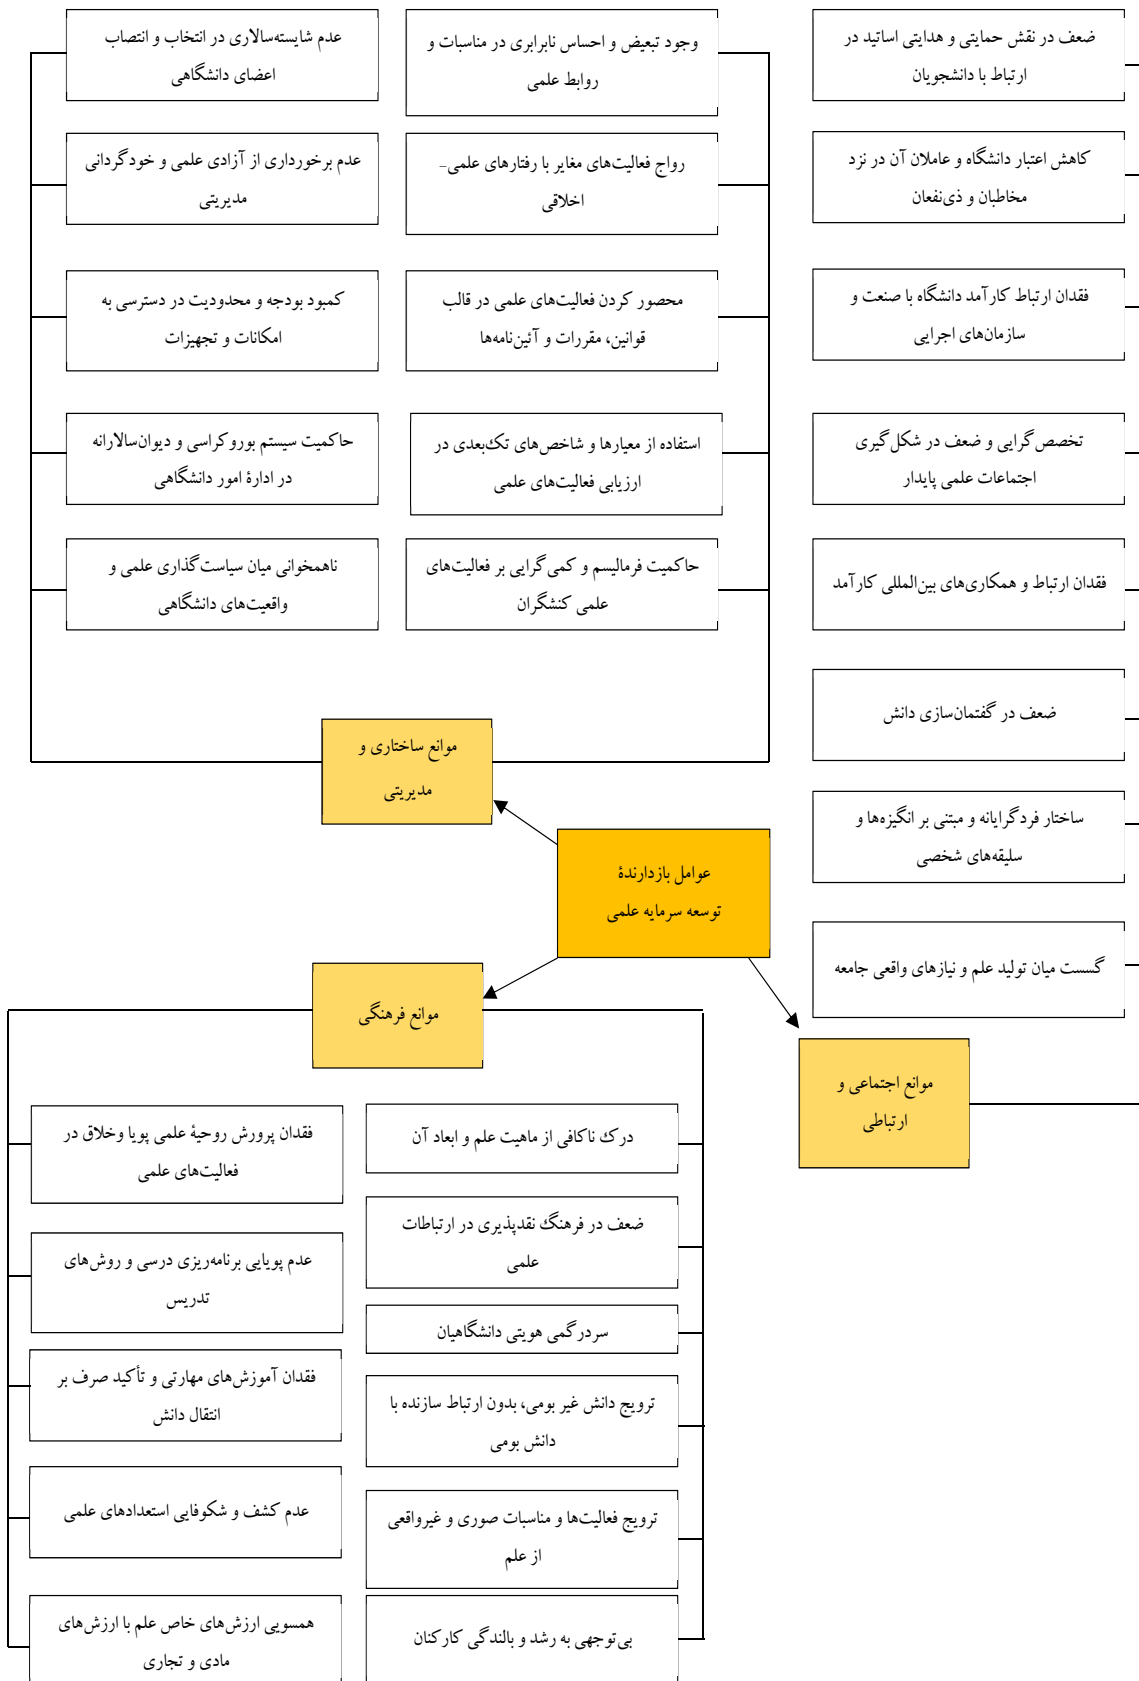 ضعف در نقش حمایتی و هدایتی اساتید در
ارتباط با دانشجویان
کاهش اعتبار دانشگاه و عاملان آن در نزد
مخاطبان و ذی‌نفعان
فقدان ارتباط کارآمد دانشگاه با صنعت و
سازمان‌های اجرایی
تخصص‌گرایی و ضعف در شکل‌گیری
اجتماعات علمی پایدار
فقدان ارتباط و همکاری‌های بین‌المللی کارآمد
ضعف در گفتمان‌سازی دانش
ساختار فردگرایانه و مبتنی بر انگیزه‌ها و
سلیقه‌های شخصی
گسست میان تولید علم و نیازهای واقعی جامعه
موانع اجتماعی و
ارتباطی
وجود تبعیض و احساس نابرابری در مناسبات و
روابط علمی
رواج فعالیت‌های مغایر با رفتارهای علمی-
اخلاقی
محصور کردن فعالیت‌های علمی در قالب
قوانین، مقررات و آئین‌نامه‌ها
استفاده از معیارها و شاخص‌های تک‌بعدی در
ارزیابی فعالیت‌های علمی
حاکمیت فرمالیسم و کمی‌گرایی بر فعالیت‌های
علمی کنشگران
عدم شایسته‌سالاری در انتخاب و انتصاب
اعضای دانشگاهی
عدم برخورداری از آزادی علمی و خودگردانی
مدیریتی
کمبود بودجه و محدودیت در دسترسی به
امکانات و تجهیزات
حاکمیت سیستم بوروکراسی و دیوان‌سالارانه
در ادارهٔ امور دانشگاهی
ناهمخوانی میان سیاست‌گذاری علمی و
واقعیت‌های دانشگاهی
موانع ساختاری و
مدیریتی
عوامل بازدارندهٔ
توسعه سرمایه علمی
موانع فرهنگی
درک ناکافی از ماهیت علم و ابعاد آن
ضعف در فرهنگ نقدپذیری در ارتباطات
علمی
سردرگمی هویتی دانشگاهیان
ترویج دانش غیر بومی، بدون ارتباط سازنده با
دانش بومی
ترویج فعالیت‌ها و مناسبات صوری و غیرواقعی
از علم
بی‌توجهی به رشد و بالندگی کارکنان
فقدان پرورش روحیهٔ علمی پویا وخلاق در
فعالیت‌های علمی
عدم پویایی برنامه‌ریزی درسی و روش‌های
تدریس
فقدان آموزش‌های مهارتی و تأکید صرف بر
انتقال دانش
عدم کشف و شکوفایی استعدادهای علمی
همسویی ارزش‌های خاص علم با ارزش‌های
مادی و تجاری